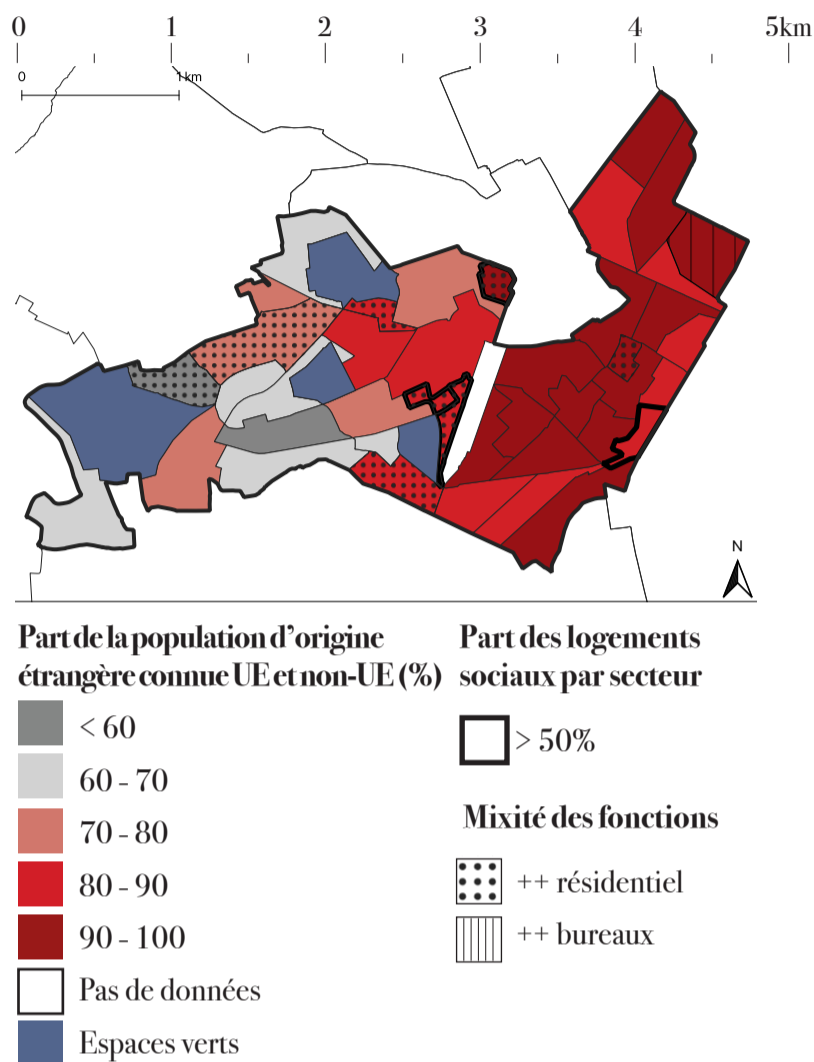 0 1 2 3 4 5km
0 1 km
N
Part de la population d’origine
étrangère connue UE et non-UE (%)
< 60
60 - 70
70 - 80
80 - 90
90 - 100
Pas de données
Espaces verts
Part des logements
sociaux par secteur
> 50%
Mixité des fonctions
++ résidentiel
++ bureaux